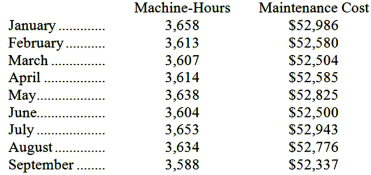 Machine-Hours Maintenance Cost
January ............. 3,658 $52,986
February ........... 3,613 $52,580
March .............. 3,607 $52,504
April ................ 3,614 $52,585
May.................. 3,638 $52,825
June.................. 3,604 $52,500
July .................. 3,653 $52,943
August .............. 3,634 $52,776
September ........ 3,588 $52,337